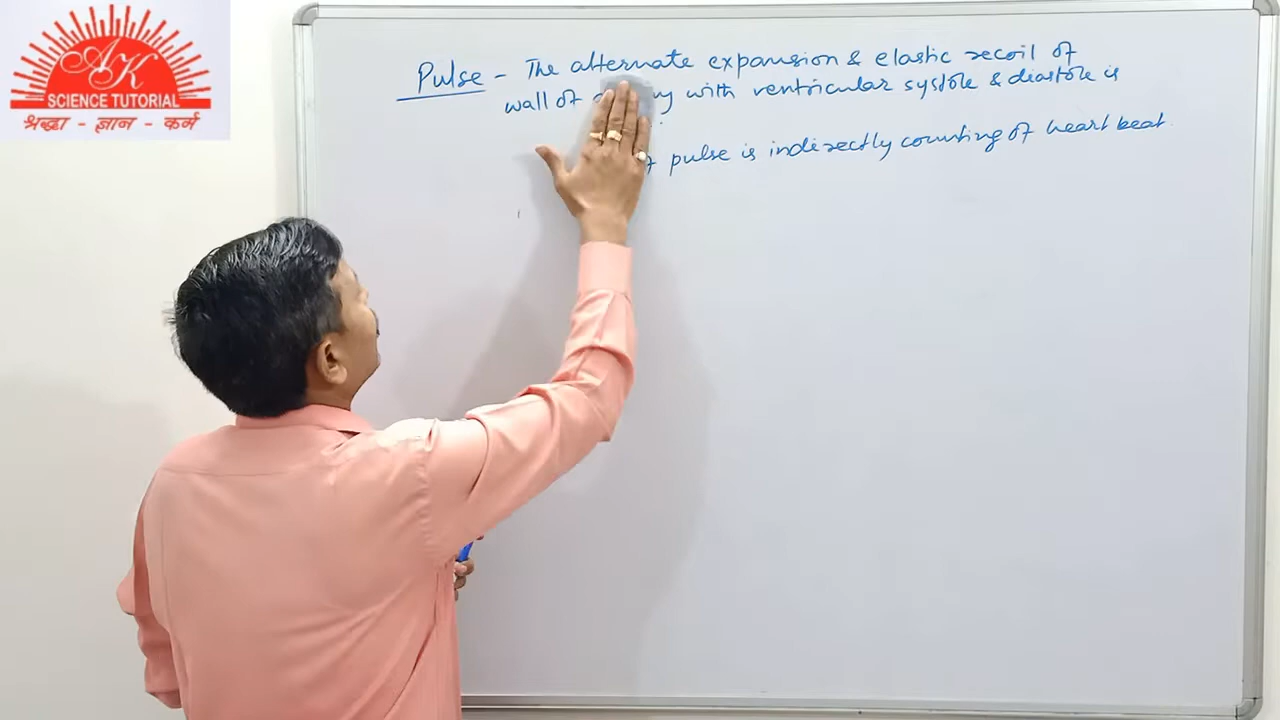 AK
SCIENCE TUTORIAL
श्रद्धा - ज्ञान - कर्म
Pulse - The alternate expansion & elastic recoil of
wall of with ventricular systole & diastole is
pulse is indirectly counting of heart beat.